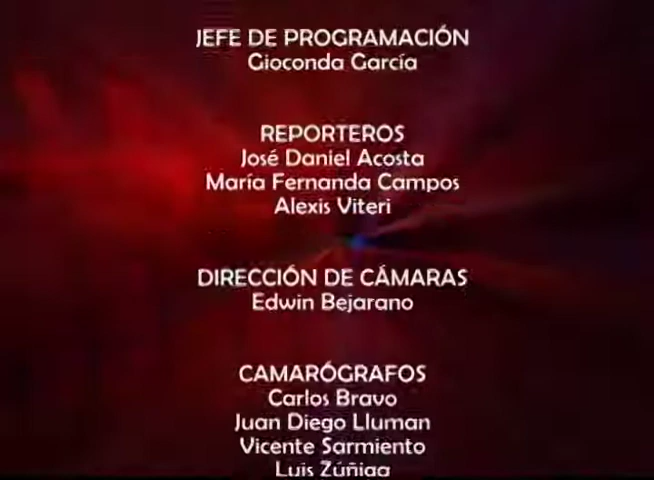 JEFE DE PROGRAMACIÓN
Gioconda García
REPORTEROS
José Daniel Acosta
María Fernanda Campos
Alexis Viteri
DIRECCIÓN DE CÁMARAS
Edwin Bejarano
CAMARÓGRAFOS
Carlos Bravo
Juan Diego Lluman
Vicente Sarmiento
Luis Zúñiga